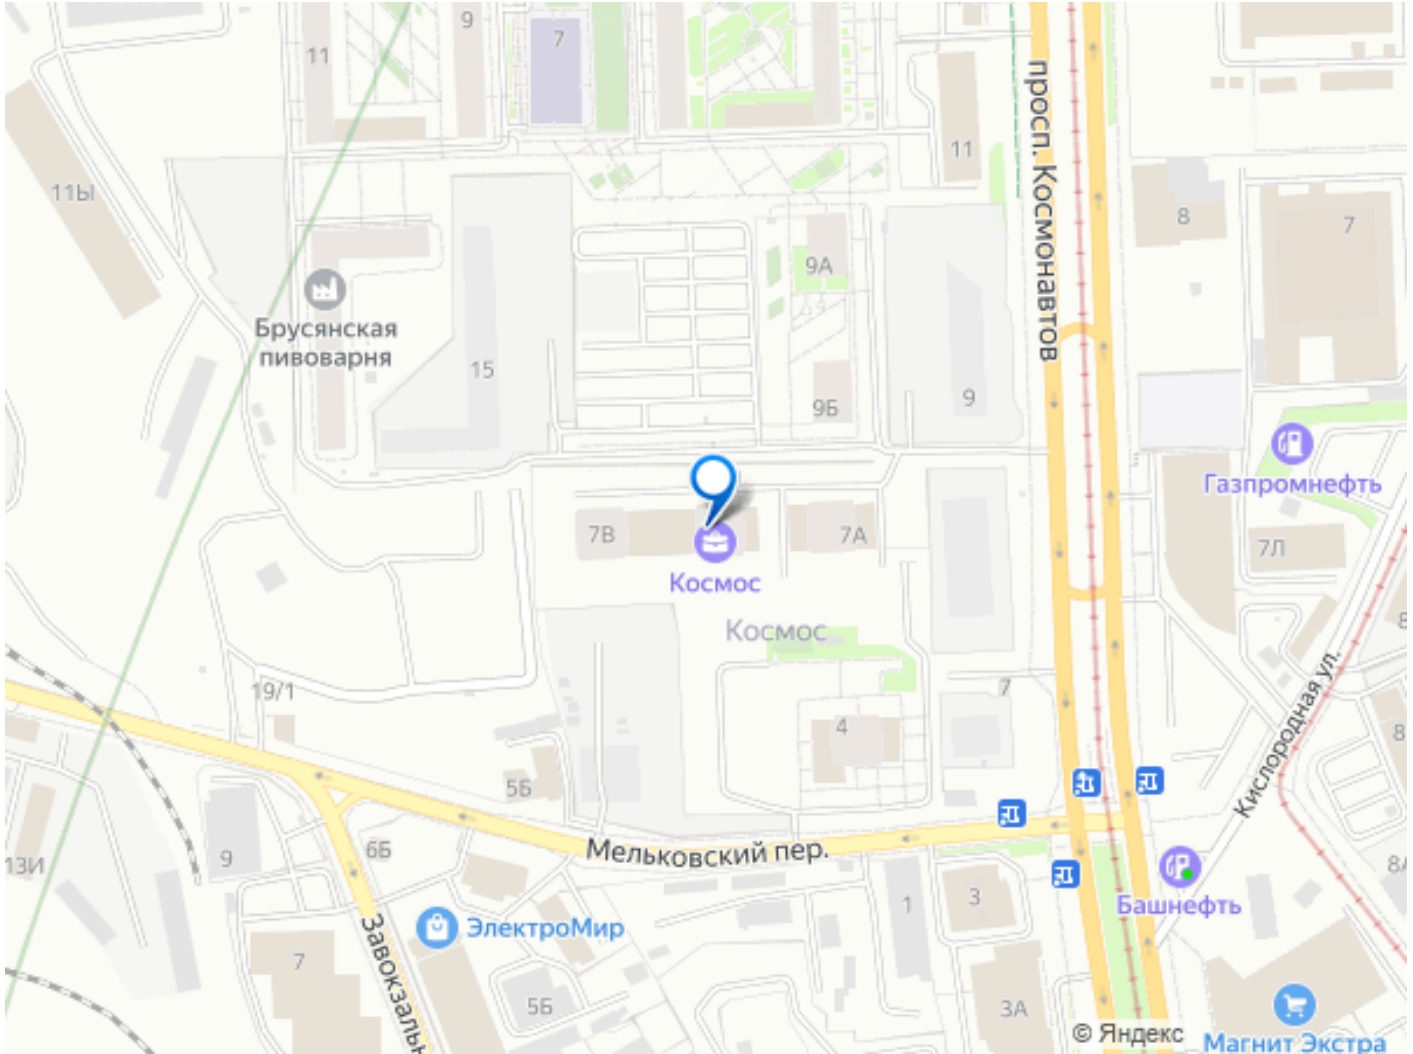 9
7
11
11Ы
11
просп. Космонавтов
8
7
9А
Брусянская
пивоварня
15
9Б
9
Газпромнефть
7В
7А
7Л
Космос
Космос
8
19/1
7
4
8
Кислородная ул.
5Б
6Б
9
13И
Мельковский пер.
8А
Башнефть
1
3
ЭлектроМир
Завокзальн
7
5Б
3А
© Яндекс
Магнит Экстра